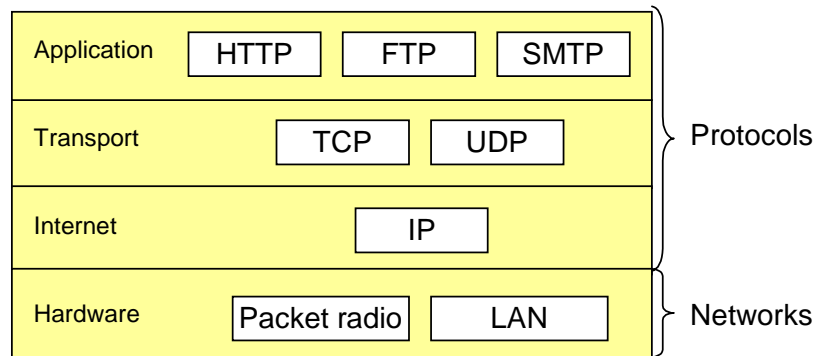 Application HTTP FTP SMTP
Transport TCP UDP
Protocols
Internet IP
Hardware Packet radio LAN
Networks